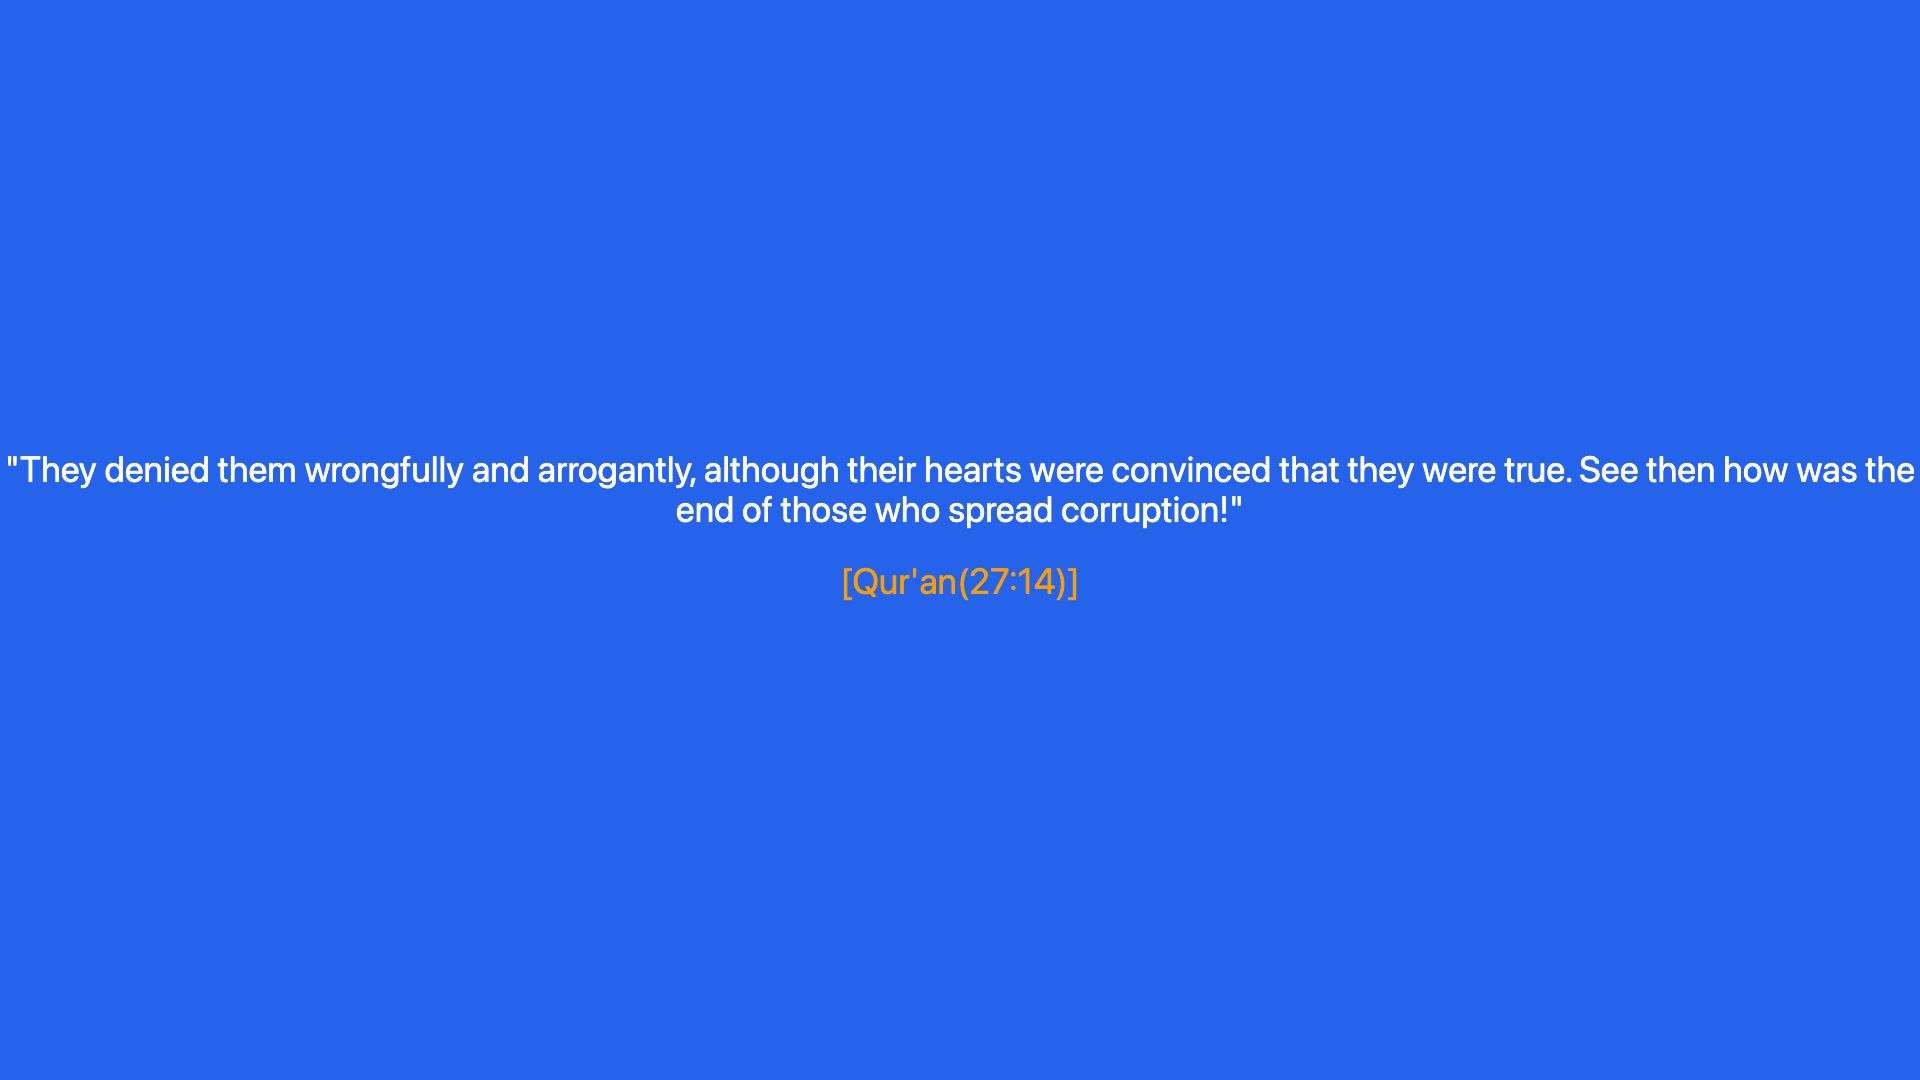 "They denied them wrongfully and arrogantly, although their hearts were convinced that they were true. See then how was the
end of those who spread corruption!"
[Qur'an(27:14)]